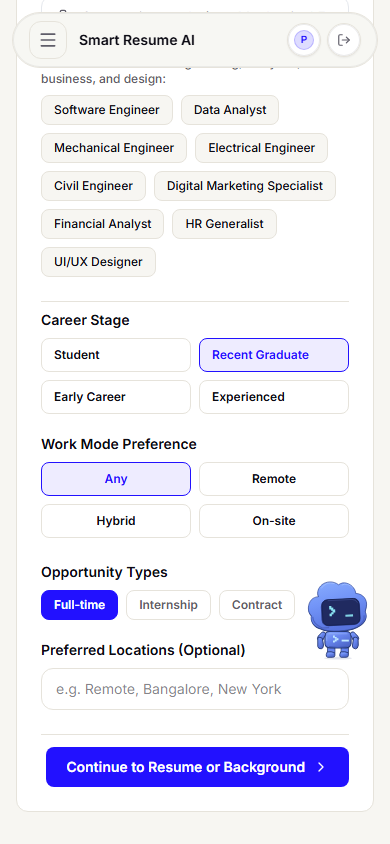 Smart Resume AI
P
business, and design:
Software Engineer
Data Analyst
Mechanical Engineer
Electrical Engineer
Civil Engineer
Digital Marketing Specialist
Financial Analyst
HR Generalist
UI/UX Designer
Career Stage
Student
Recent Graduate
Early Career
Experienced
Work Mode Preference
Any
Remote
Hybrid
On-site
Opportunity Types
Full-time
Internship
Contract
Preferred Locations (Optional)
e.g. Remote, Bangalore, New York
Continue to Resume or Background